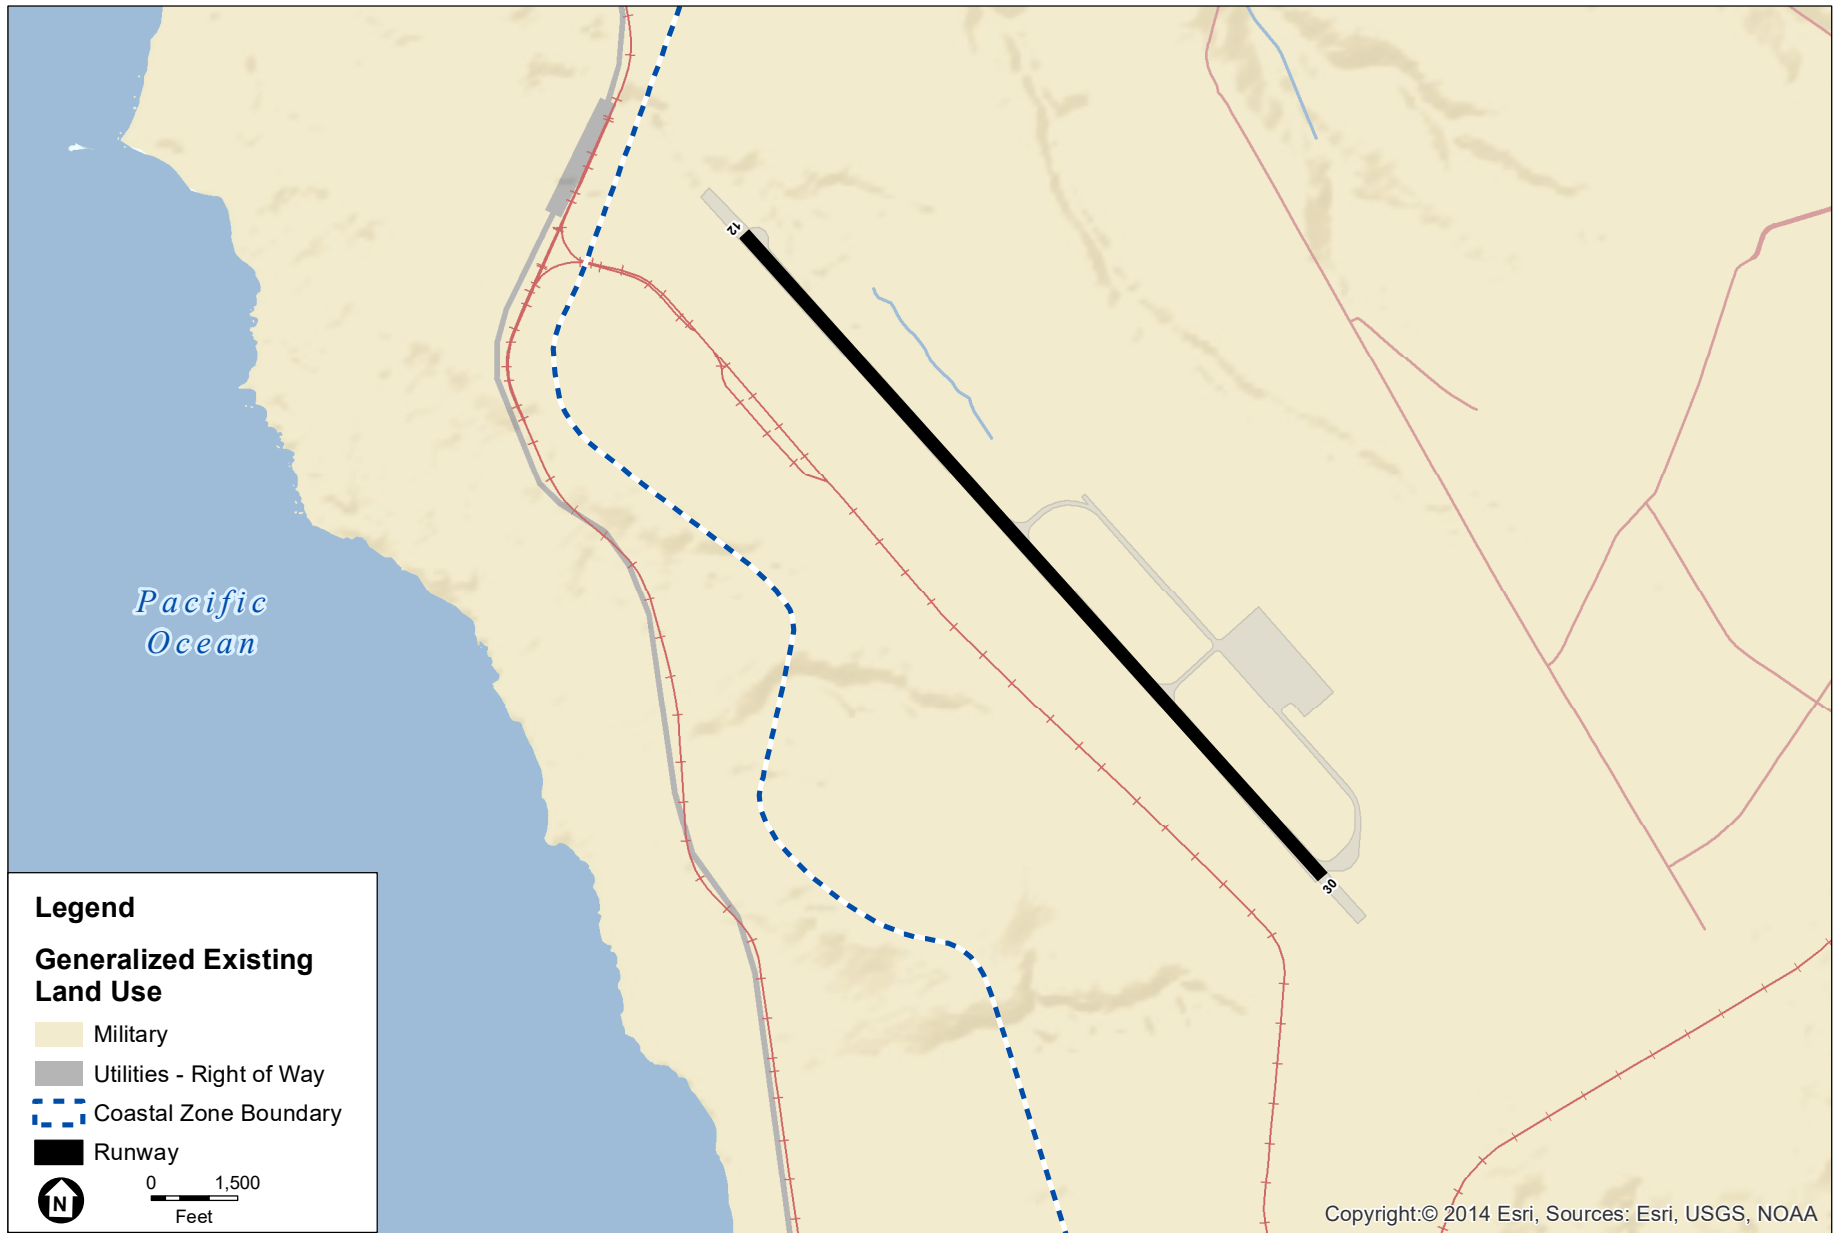 12
30
Pacific
Ocean
Legend
Generalized Existing
Land Use
Military
Utilities - Right of Way
Coastal Zone Boundary
Runway
N
0 1,500
Feet
Copyright:© 2014 Esri, Sources: Esri, USGS, NOAA